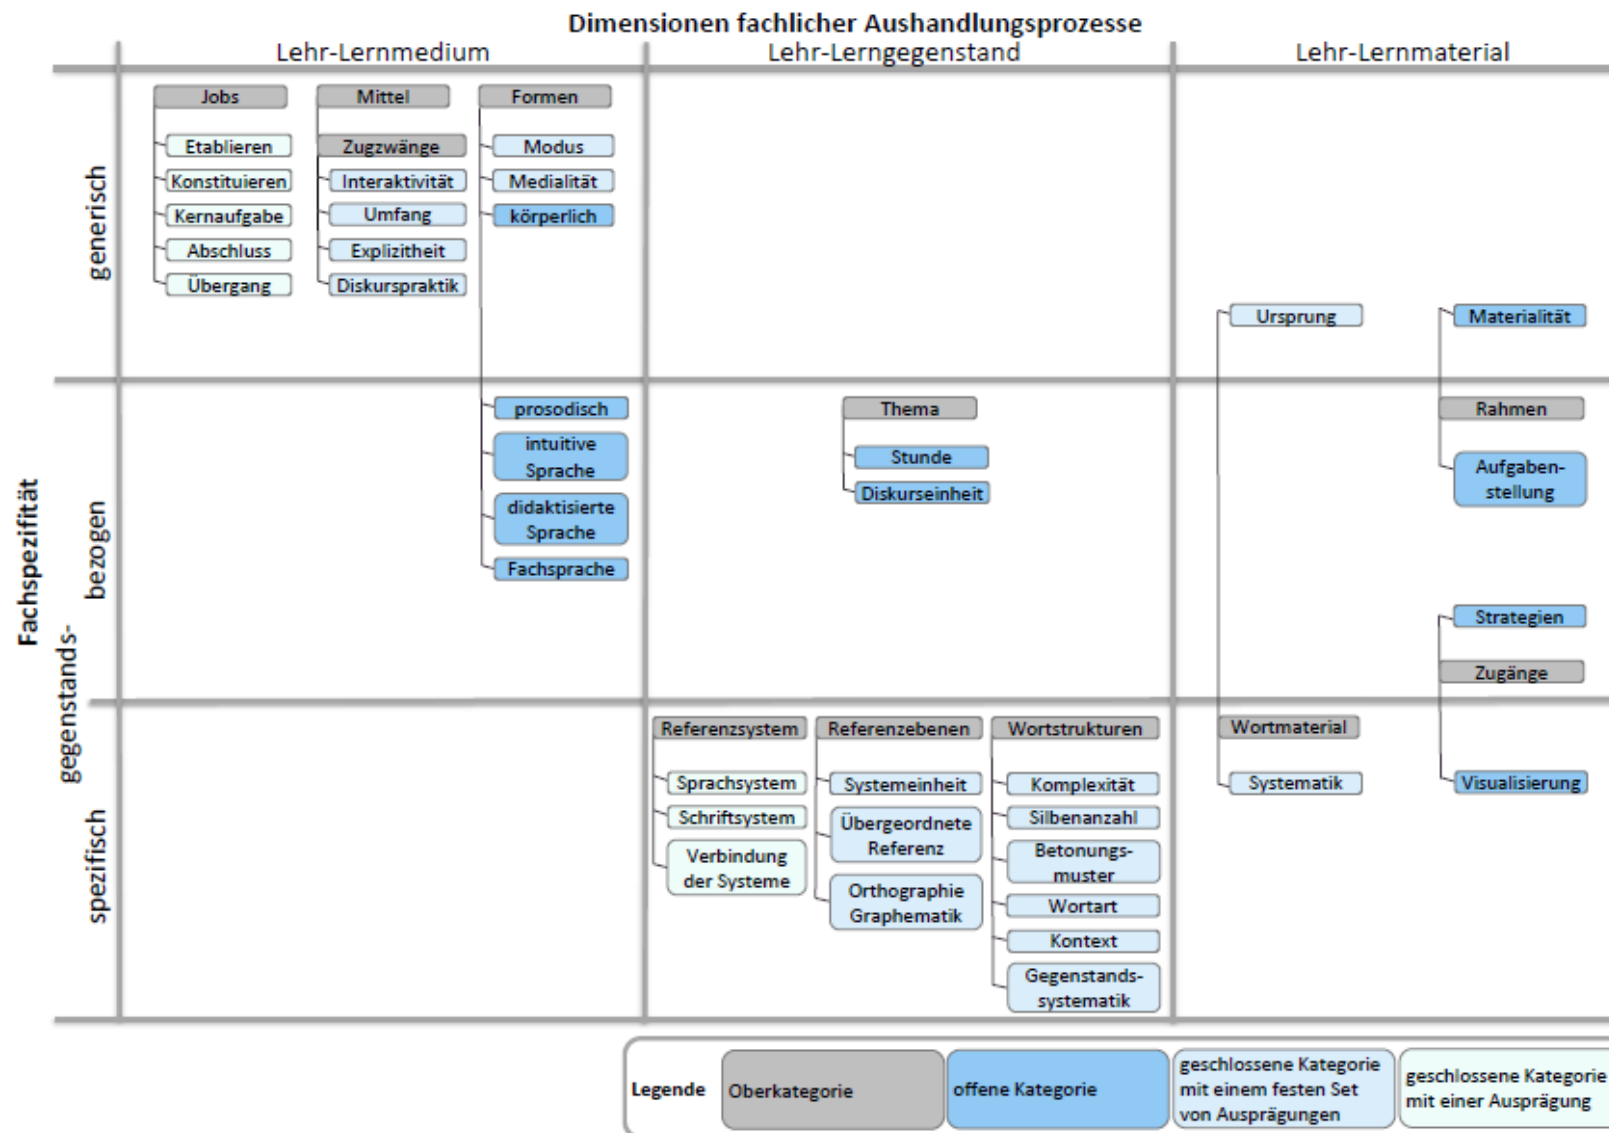 Dimensionen fachlicher Aushandlungsprozesse
Lehr-Lernmedium
Lehr-Lerngegenstand
Lehr-Lernmaterial
Fachspezifität
generisch
gegenstands-
bezogen
spezifisch
Jobs
Etablieren
Konstituieren
Kernaufgabe
Abschluss
Übergang
Mittel
Zugzwänge
Interaktivität
Umfang
Explizitheit
Diskurspraktik
Formen
Modus
Medialität
körperlich
prosodisch
intuitive
Sprache
didaktisierte
Sprache
Fachsprache
Thema
Stunde
Diskurseinheit
Referenzsystem
Sprachsystem
Schriftsystem
Verbindung
der Systeme
Referenzebenen
Systemeinheit
Übergeordnete
Referenz
Orthographie
Graphematik
Wortstrukturen
Komplexität
Silbenanzahl
Betonungs-
muster
Wortart
Kontext
Gegenstands-
systematik
Ursprung
Wortmaterial
Systematik
Materialität
Rahmen
Aufgaben-
stellung
Strategien
Zugänge
Visualisierung
Legende
Oberkategorie
offene Kategorie
geschlossene Kategorie
mit einem festen Set
von Ausprägungen
geschlossene Kategorie
mit einer Ausprägung